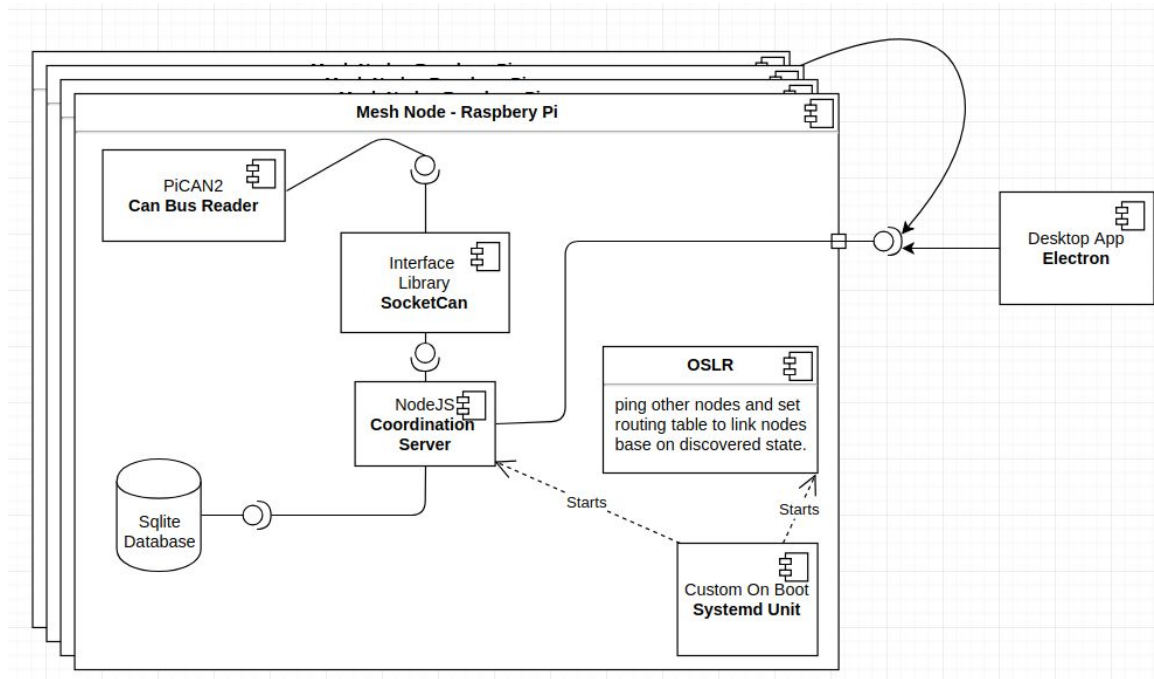 Mesh Node - Raspbery Pi
PiCAN2
Can Bus Reader
Interface
Library
SocketCan
NodeJS
Coordination
Server
Desktop App
Electron
OSLR
ping other nodes and set
routing table to link nodes
base on discovered state.
Starts
Starts
Sqlite
Database
Custom On Boot
Systemd Unit